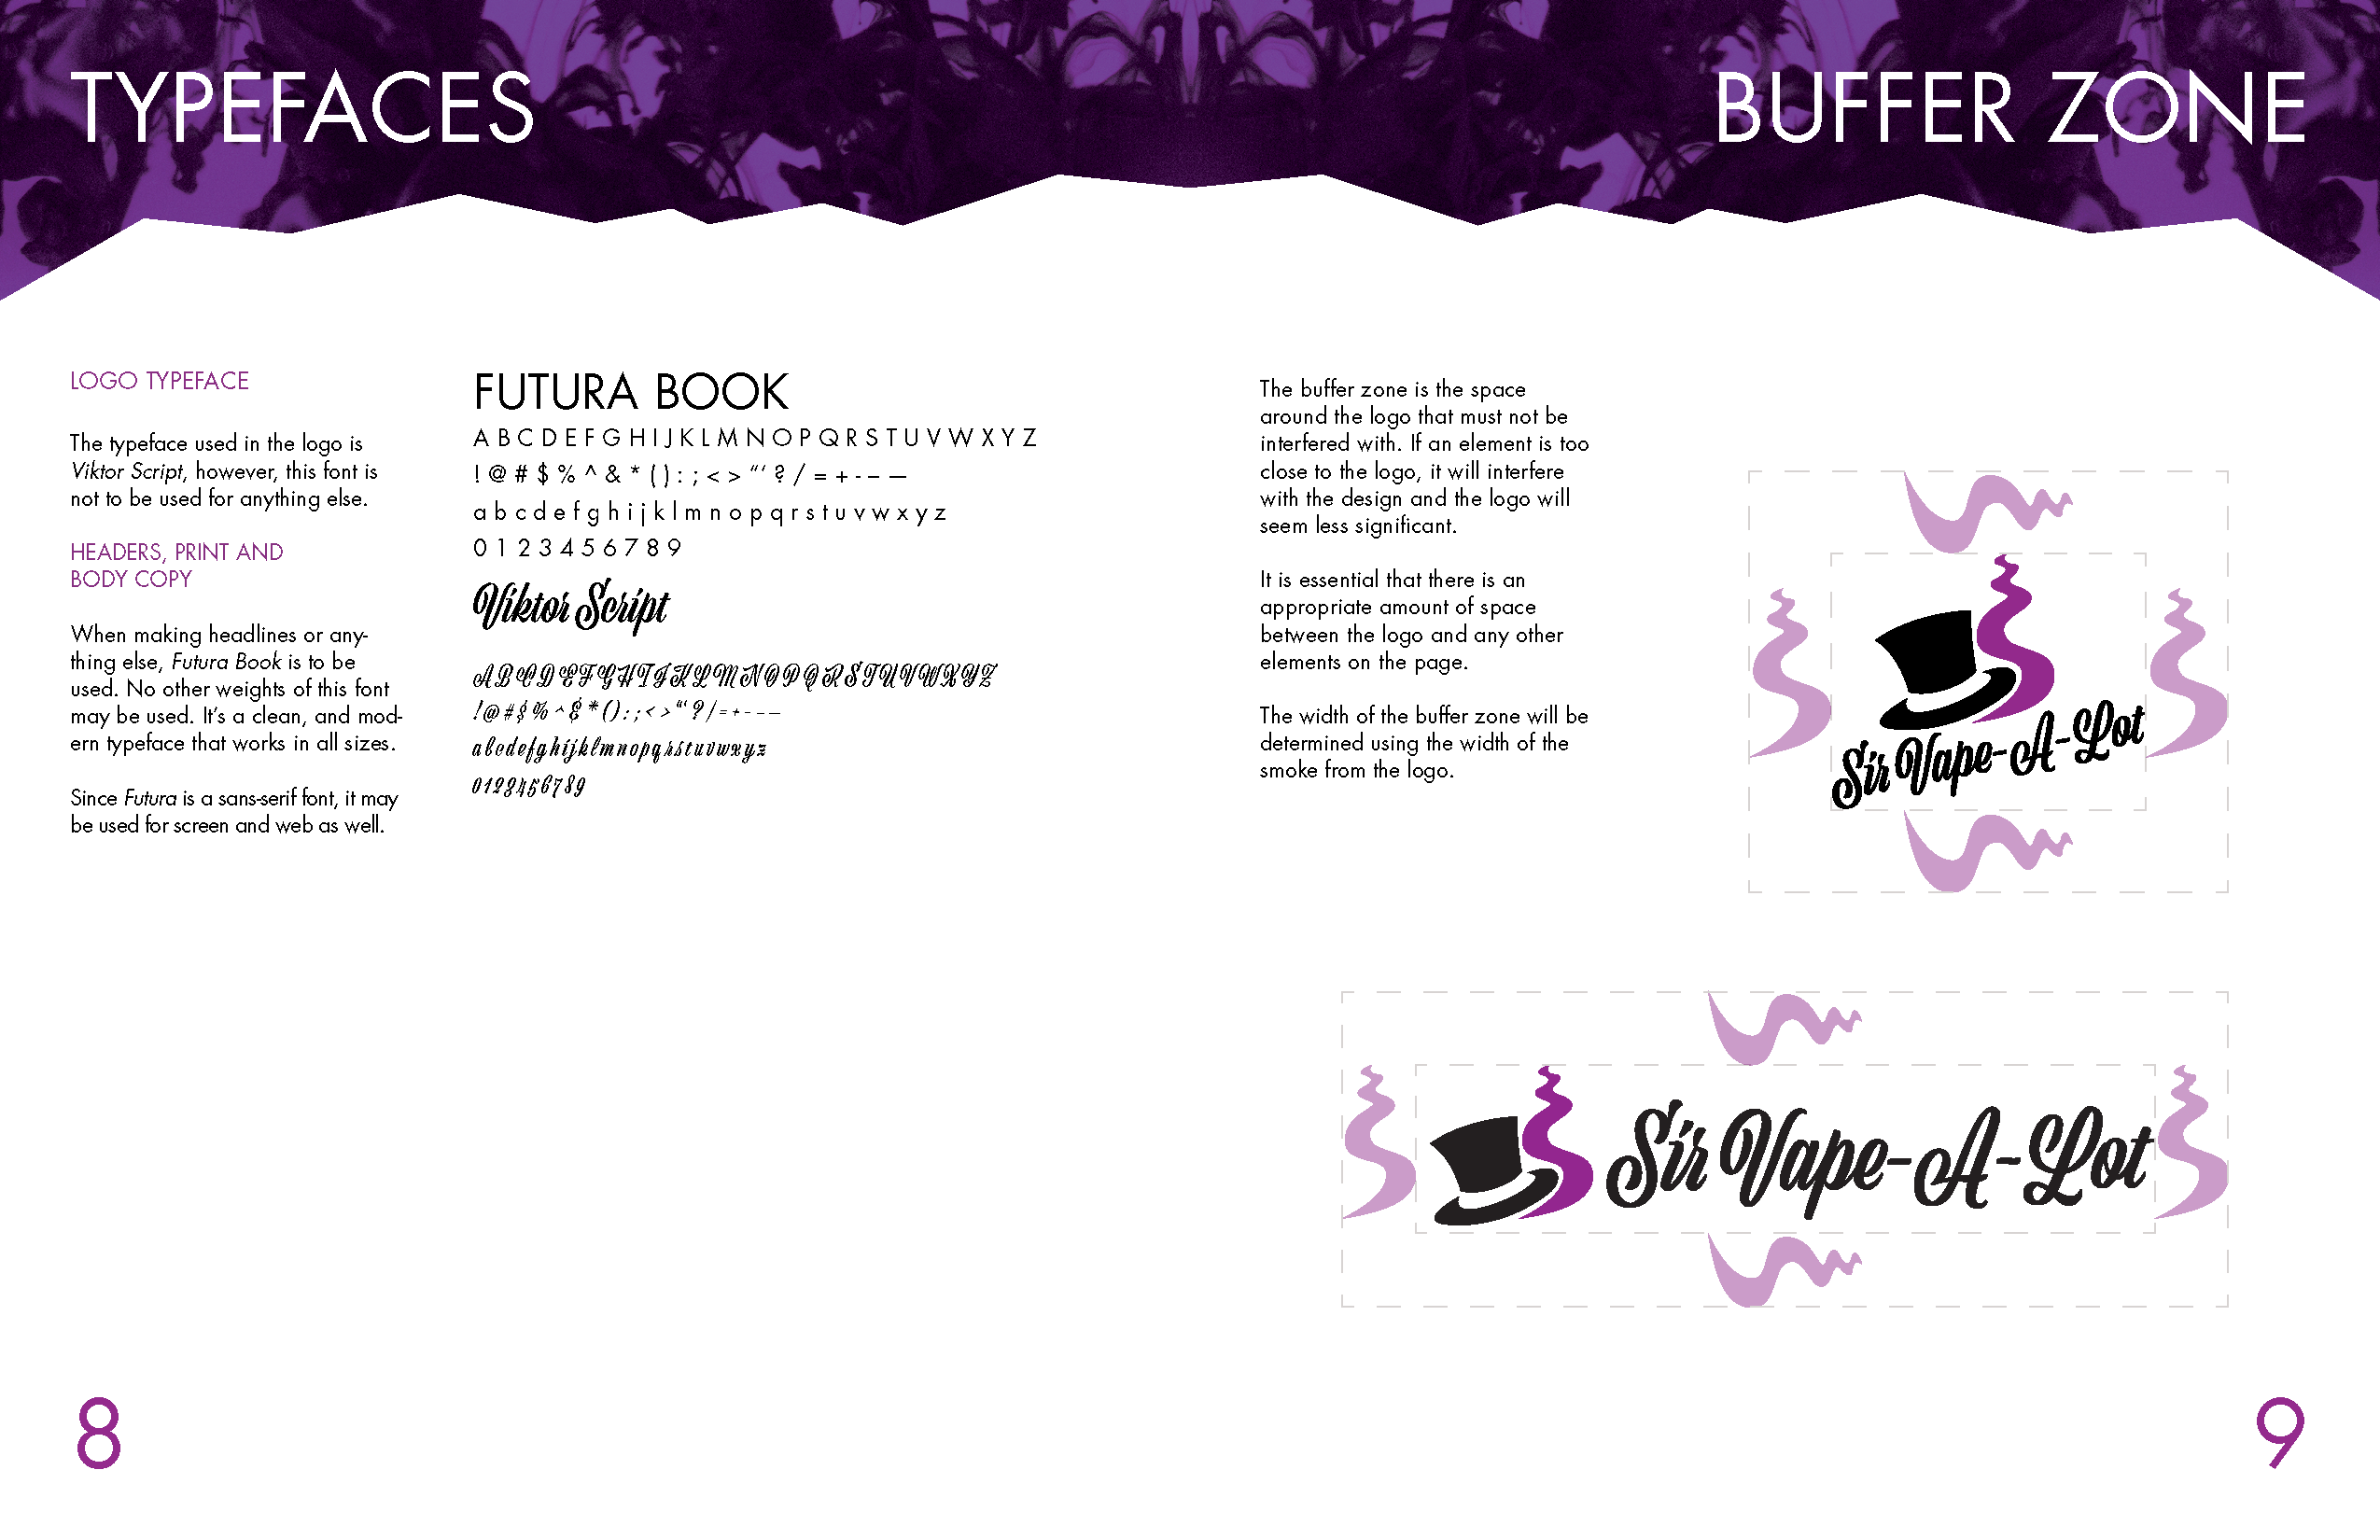 TYPEFACES
LOGO TYPEFACE
The typeface used in the logo is
Viktor Script, however, this font is
not to be used for anything else.
HEADERS, PRINT AND
BODY COPY
When making headlines or any-
thing else, Futura Book is to be
used. No other weights of this font
may be used. It’s a clean, and mod-
ern typeface that works in all sizes.
Since Futura is a sans-serif font, it may
be used for screen and web as well.
FUTURA BOOK
A B C D E F G H I J K L M N O P Q R S T U V W X Y Z
! @ # $ % ^ & * ( ) : ; < > “ ‘ ? / = + - – —
a b c d e f g h i j k l m n o p q r s t u v w x y z
0 1 2 3 4 5 6 7 8 9
Viktor Script
A B C D E F G H I J K L M N O P Q R S T U V W X Y Z
! @ # $ % ^ & * ( ) : ; < > “ ‘ ? / = + - – —
a b c d e f g h i j k l m n o p q r s t u v w x y z
0 1 2 3 4 5 6 7 8 9
8
BUFFER ZONE
The buffer zone is the space
around the logo that must not be
interfered with. If an element is too
close to the logo, it will interfere
with the design and the logo will
seem less significant.
It is essential that there is an
appropriate amount of space
between the logo and any other
elements on the page.
The width of the buffer zone will be
determined using the width of the
smoke from the logo.
Sir Vape-A-Lot
Sir Vape-A-Lot
9